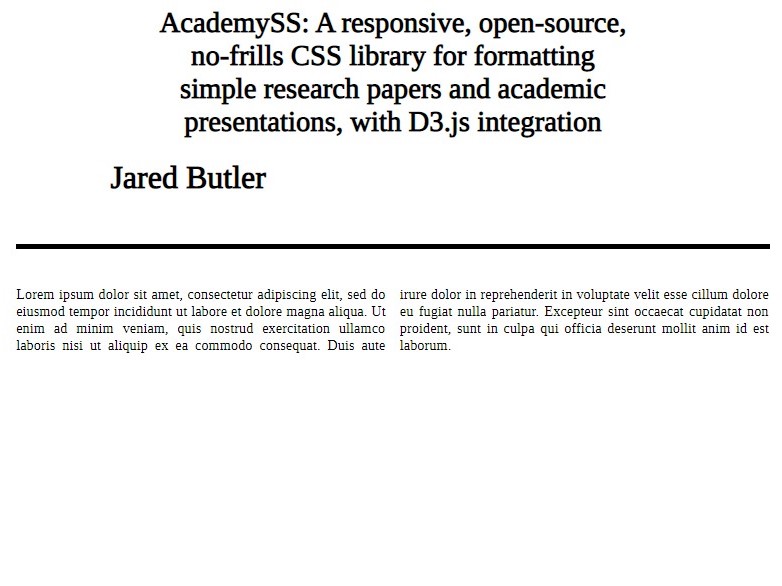 AcademySS: A responsive, open-source,
no-frills CSS library for formatting
simple research papers and academic
presentations, with D3.js integration
Jared Butler
Lorem ipsum dolor sit amet, consectetur adipiscing elit, sed do
eiusmod tempor incididunt ut labore et dolore magna aliqua. Ut
enim ad minim veniam, quis nostrud exercitation ullamco
laboris nisi ut aliquip ex ea commodo consequat. Duis aute
irure dolor in reprehenderit in voluptate velit esse cillum dolore
eu fugiat nulla pariatur. Excepteur sint occaecat cupidatat non
proident, sunt in culpa qui officia deserunt mollit anim id est
laborum.